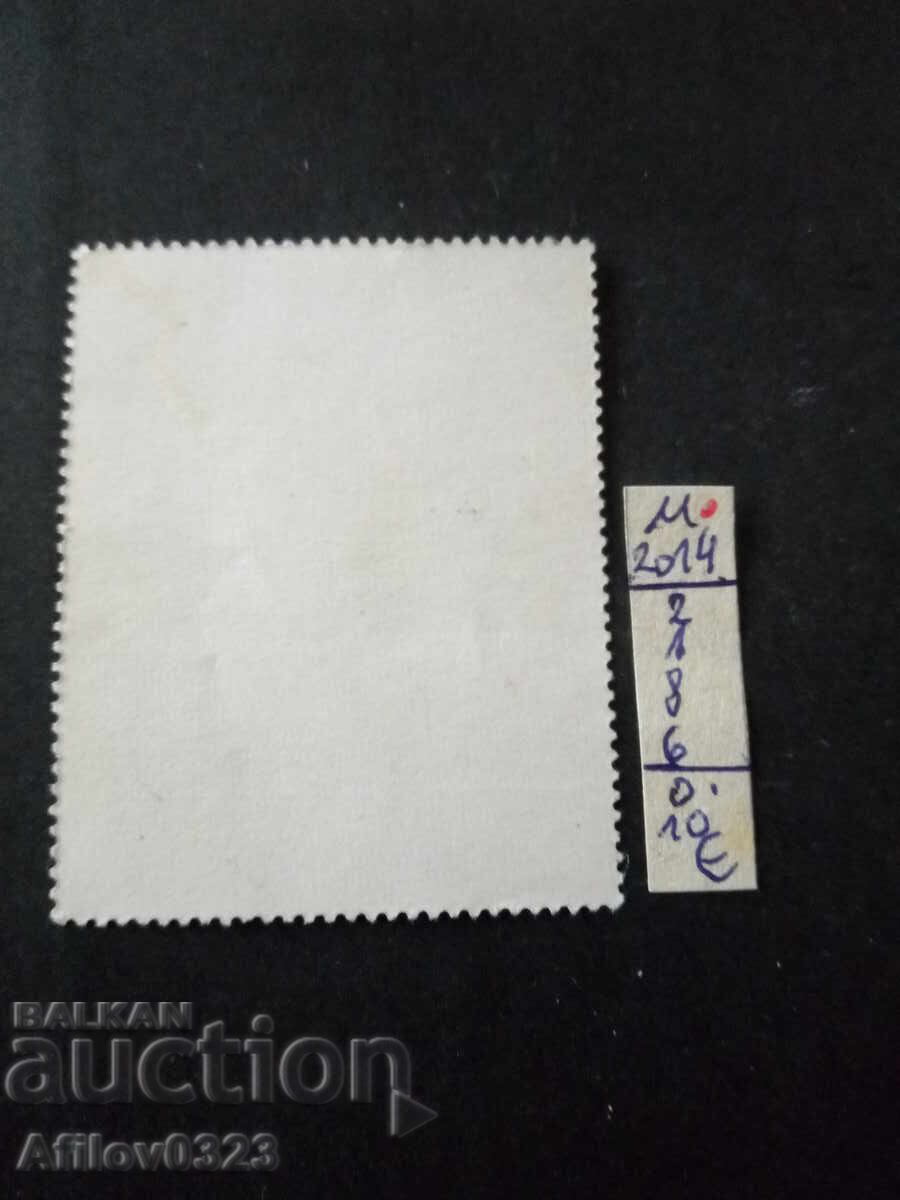 М.
2014
2
1
8
6
0.
10€
BALKAN
auction
Afilov0323